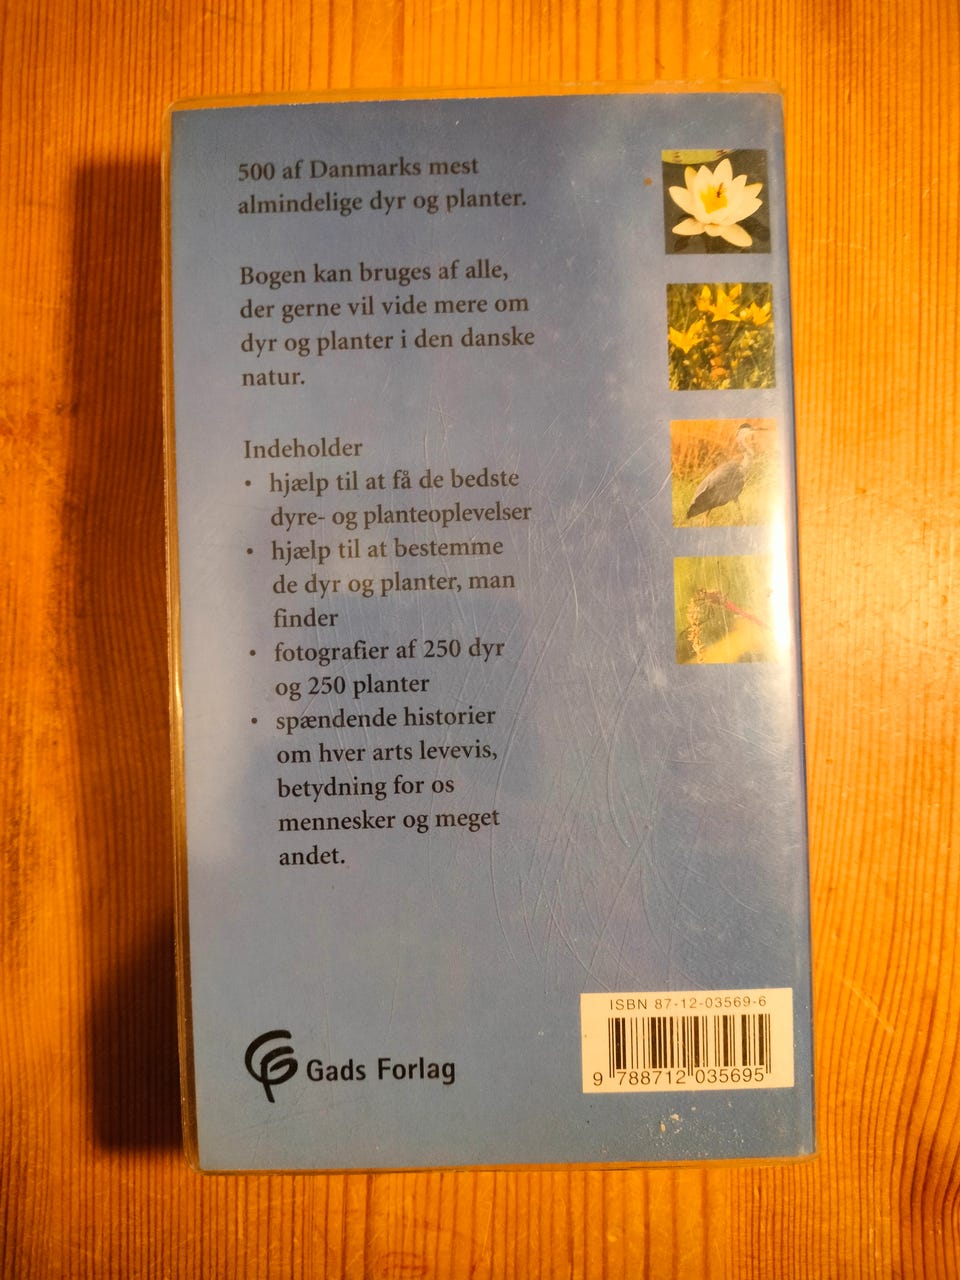 500 af Danmarks mest
almindelige dyr og planter.
Bogen kan bruges af alle,
der gerne vil vide mere om
dyr og planter i den danske
natur.
Indeholder
• hjælp til at få de bedste
dyre- og planteoplevelser
• hjælp til at bestemme
de dyr og planter, man
finder
• fotografier af 250 dyr
og 250 planter
• spændende historier
om hver arts levevis,
betydning for os
mennesker og meget
andet.
Gads Forlag
ISBN 87-12-03569-6
9 788712 035695